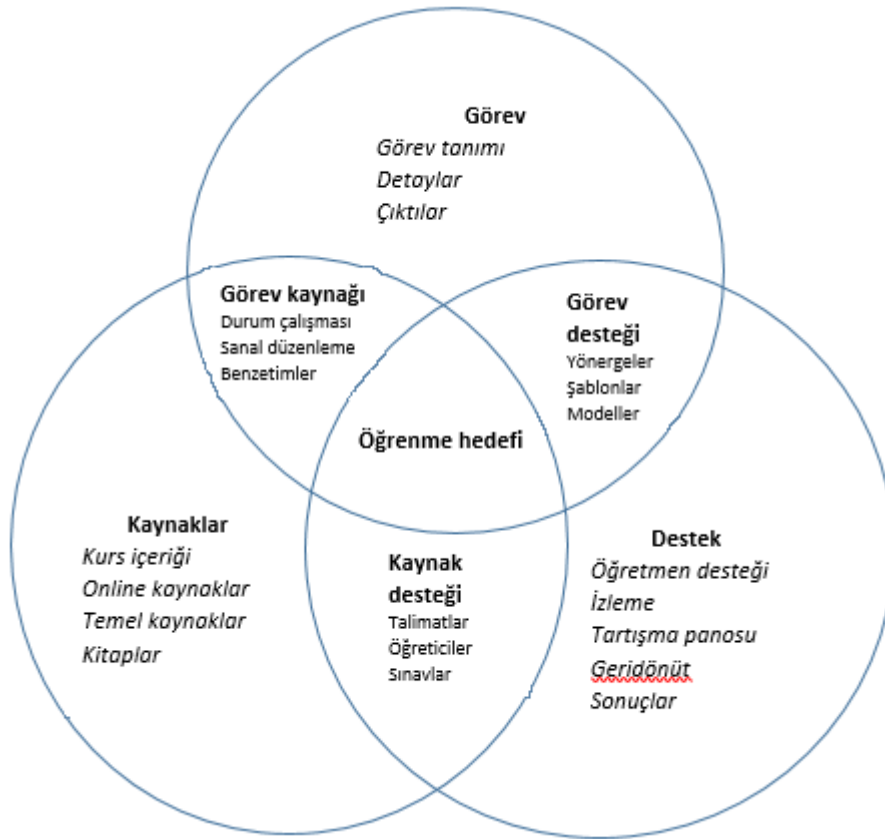 Görev
Görev tanımı
Detaylar
Çıktılar
Görev kaynağı
Durum çalışması
Sanal düzenleme
Benzetimler
Görev
desteği
Yönergeler
Şablonlar
Modeller
Öğrenme hedefi
Kaynaklar
Kurs içeriği
Online kaynaklar
Temel kaynaklar
Kitaplar
Kaynak
desteği
Talimatlar
Öğreticiler
Sınavlar
Destek
Öğretmen desteği
İzleme
Tartışma panosu
Geridönüt
Sonuçlar